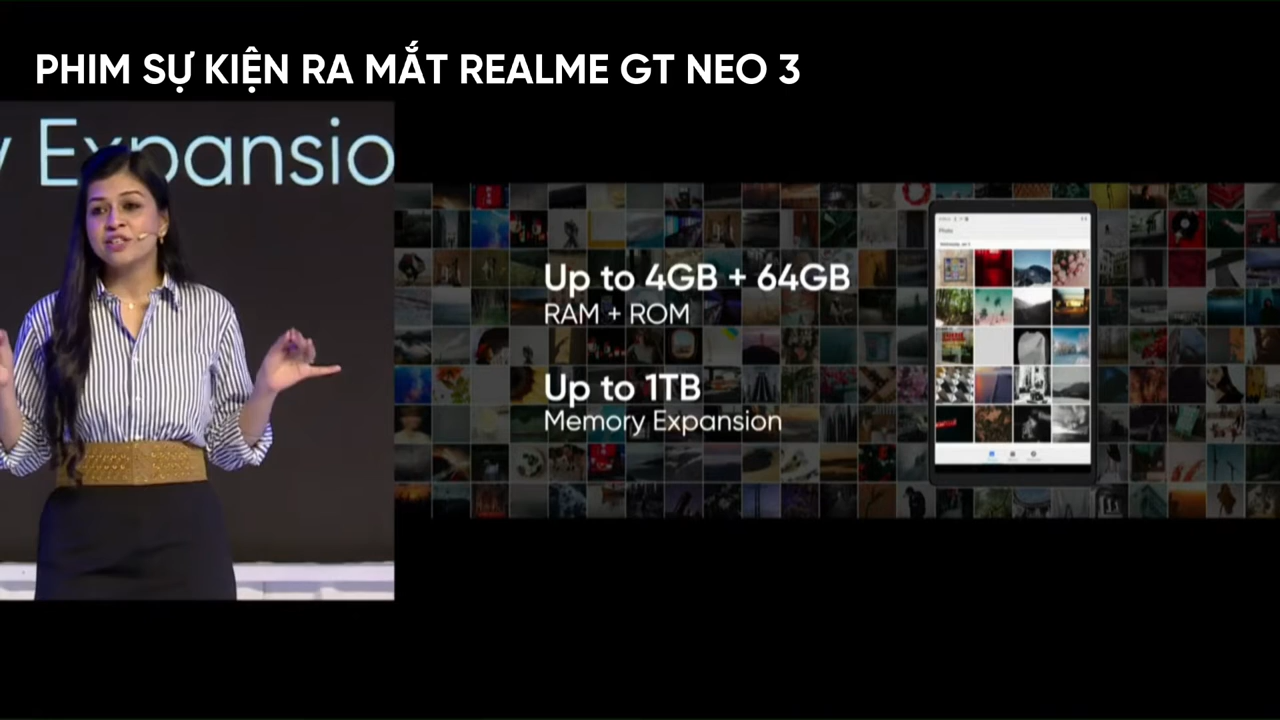 PHIM SỰ KIỆN RA MẮT REALME GT NEO 3
y Expansio
Up to 4GB + 64GB
RAM + ROM
Up to 1TB
Memory Expansion
Photo